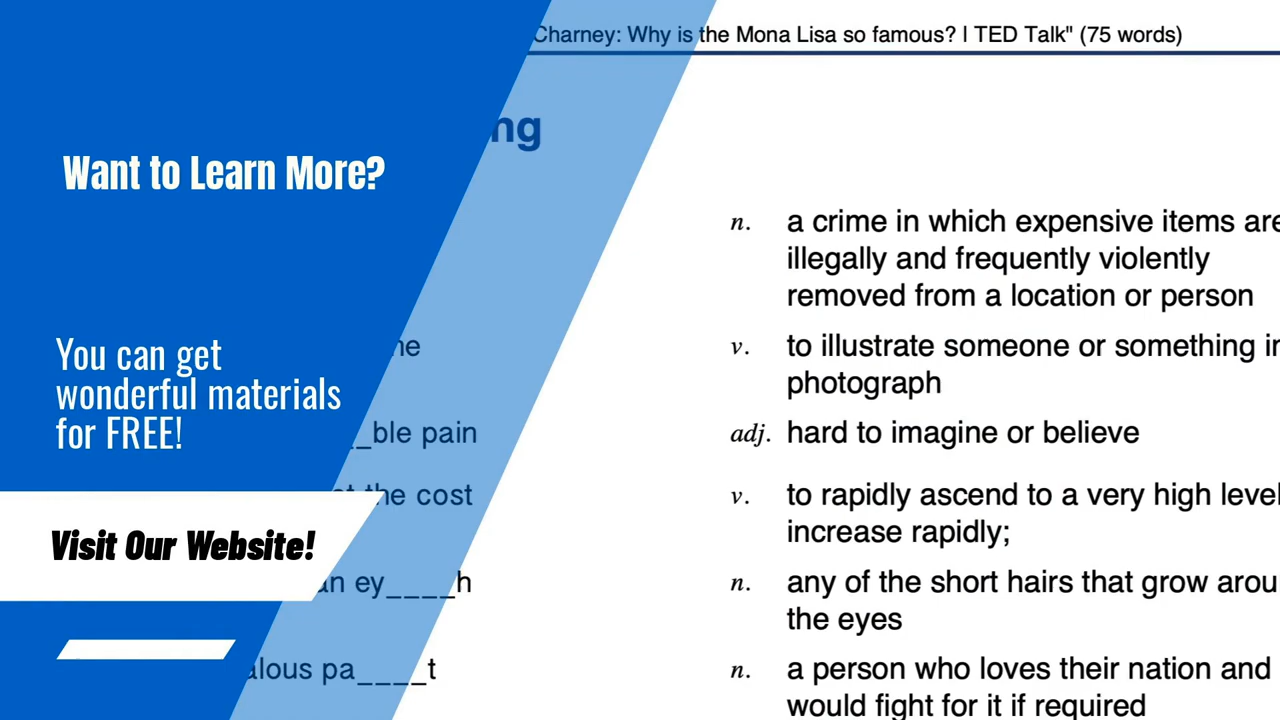 Charney: Why is the Mona Lisa so famous? | TED Talk" (75 words)
ng
Want to Learn More?
You can get
wonderful materials
for FREE!
Visit Our Website!
n. a crime in which expensive items are
illegally and frequently violently
removed from a location or person
he v. to illustrate someone or something in
photograph
_ble pain adj. hard to imagine or believe
the cost v. to rapidly ascend to a very high level
increase rapidly;
an ey____h n. any of the short hairs that grow arou
the eyes
alous pa____t n. a person who loves their nation and
would fight for it if required